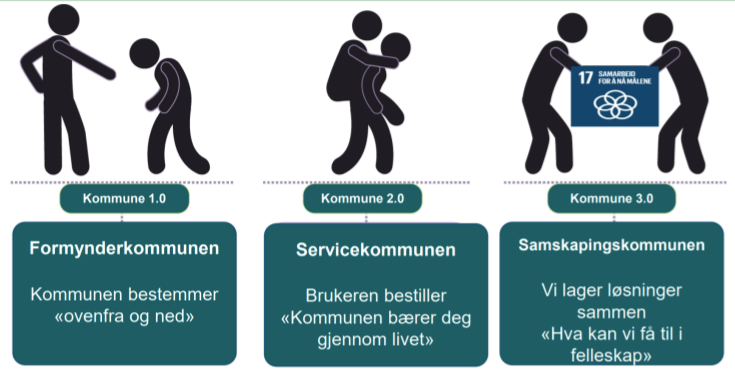 17 SAMARBEID
FOR Å NÅ MÅLENE
Kommune 1.0
Formynderkommunen
Kommunen bestemmer
«ovenfra og ned»
Kommune 2.0
Servicekommunen
Brukeren bestiller
«Kommunen bærer deg
gjennom livet»
Kommune 3.0
Samskapingskommunen
Vi lager løsninger
sammen
«Hva kan vi få til i
felleskap»